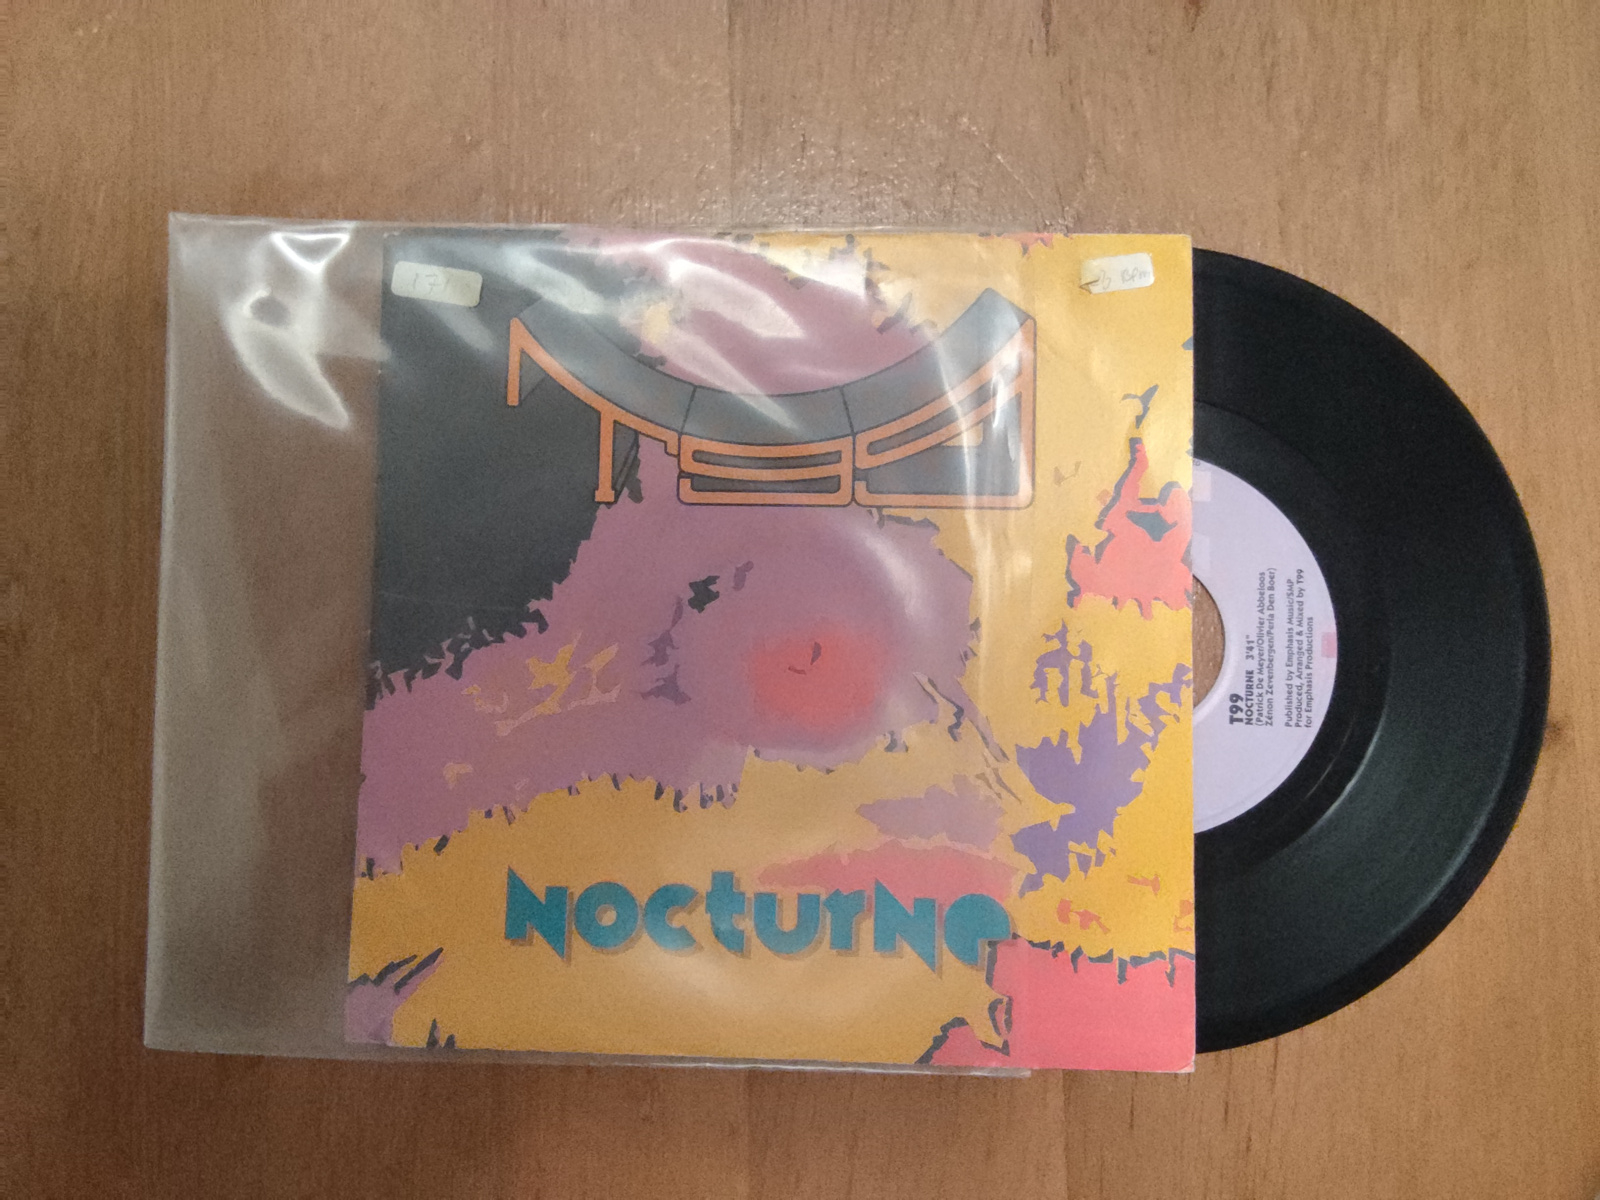 T99
NOCTURNE
T99
NOCTURNE 3'41"
(Patrick De Meyer/Olivier Abbeloos
Zénon Zevenbergen/Perla Den Boer)
Published by Emphasis Music/SMP
Produced, Arranged & Mixed by T99
for Emphasis Productions